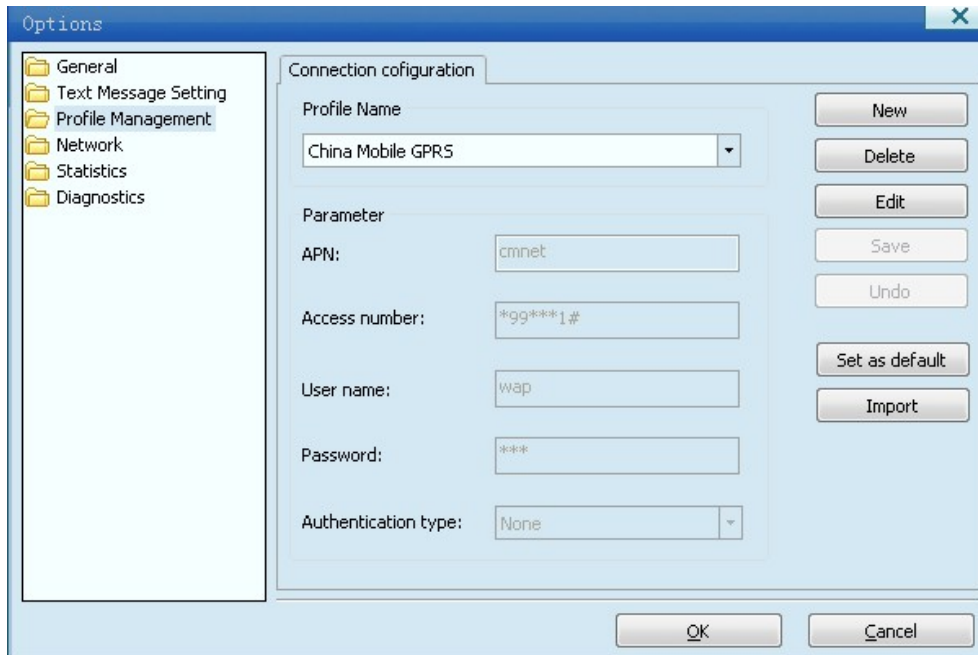 Options
General
Text Message Setting
Profile Management
Network
Statistics
Diagnostics
Connection cofiguration
Profile Name
China Mobile GPRS
Parameter
APN:
cmnet
Access number:
*99***1#
User name:
wap
Password:
***
Authentication type:
None
New
Delete
Edit
Save
Undo
Set as default
Import
OK
Cancel